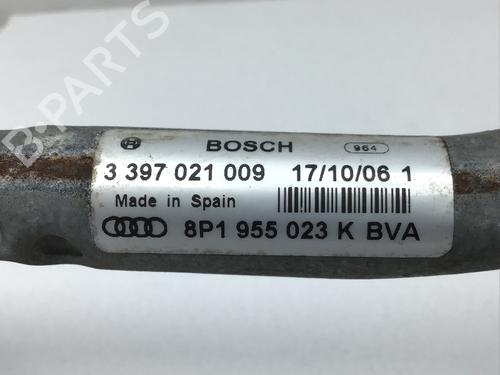 B-PARTS
BOSCH 964
3 397 021 009 17/10/06 1
Made in Spain
8P1 955 023 K BVA